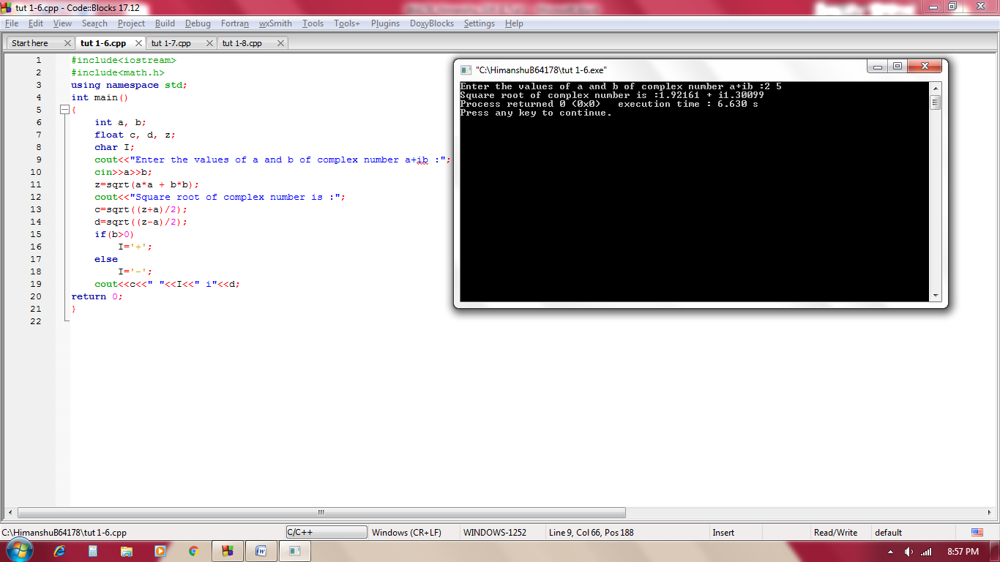 tut 1-6.cpp - Code::Blocks 17.12
File Edit View Search Project Build Debug Fortran wxSmith Tools Tools+ Plugins DoxyBlocks Settings Help
Start here tut 1-6.cpp tut 1-7.cpp tut 1-8.cpp
1 #include<iostream>
2 #include<math.h>
3 using namespace std;
4 int main()
5 {
6 int a, b;
7 float c, d, z;
8 char I;
9 cout<<"Enter the values of a and b of complex number a+ib :";
10 cin>>a>>b;
11 z=sqrt(a*a + b*b);
12 cout<<"Square root of complex number is :";
13 c=sqrt((z+a)/2);
14 d=sqrt((z-a)/2);
15 if(b>0)
16 I='+';
17 else
18 I='-';
19 cout<<c<<" "<<I<<" i"<<d;
20 return 0;
21 }
22
"C:\HimanshuB64178\tut 1-6.exe"
Enter the values of a and b of complex number a+ib :2 5
Square root of complex number is :1.92161 + i1.30099
Process returned 0 (0x0) execution time : 6.630 s
Press any key to continue.
C:\HimanshuB64178\tut 1-6.cpp C/C++ Windows (CR+LF) WINDOWS-1252 Line 9, Col 66, Pos 188 Insert Read/Write default
8:57 PM